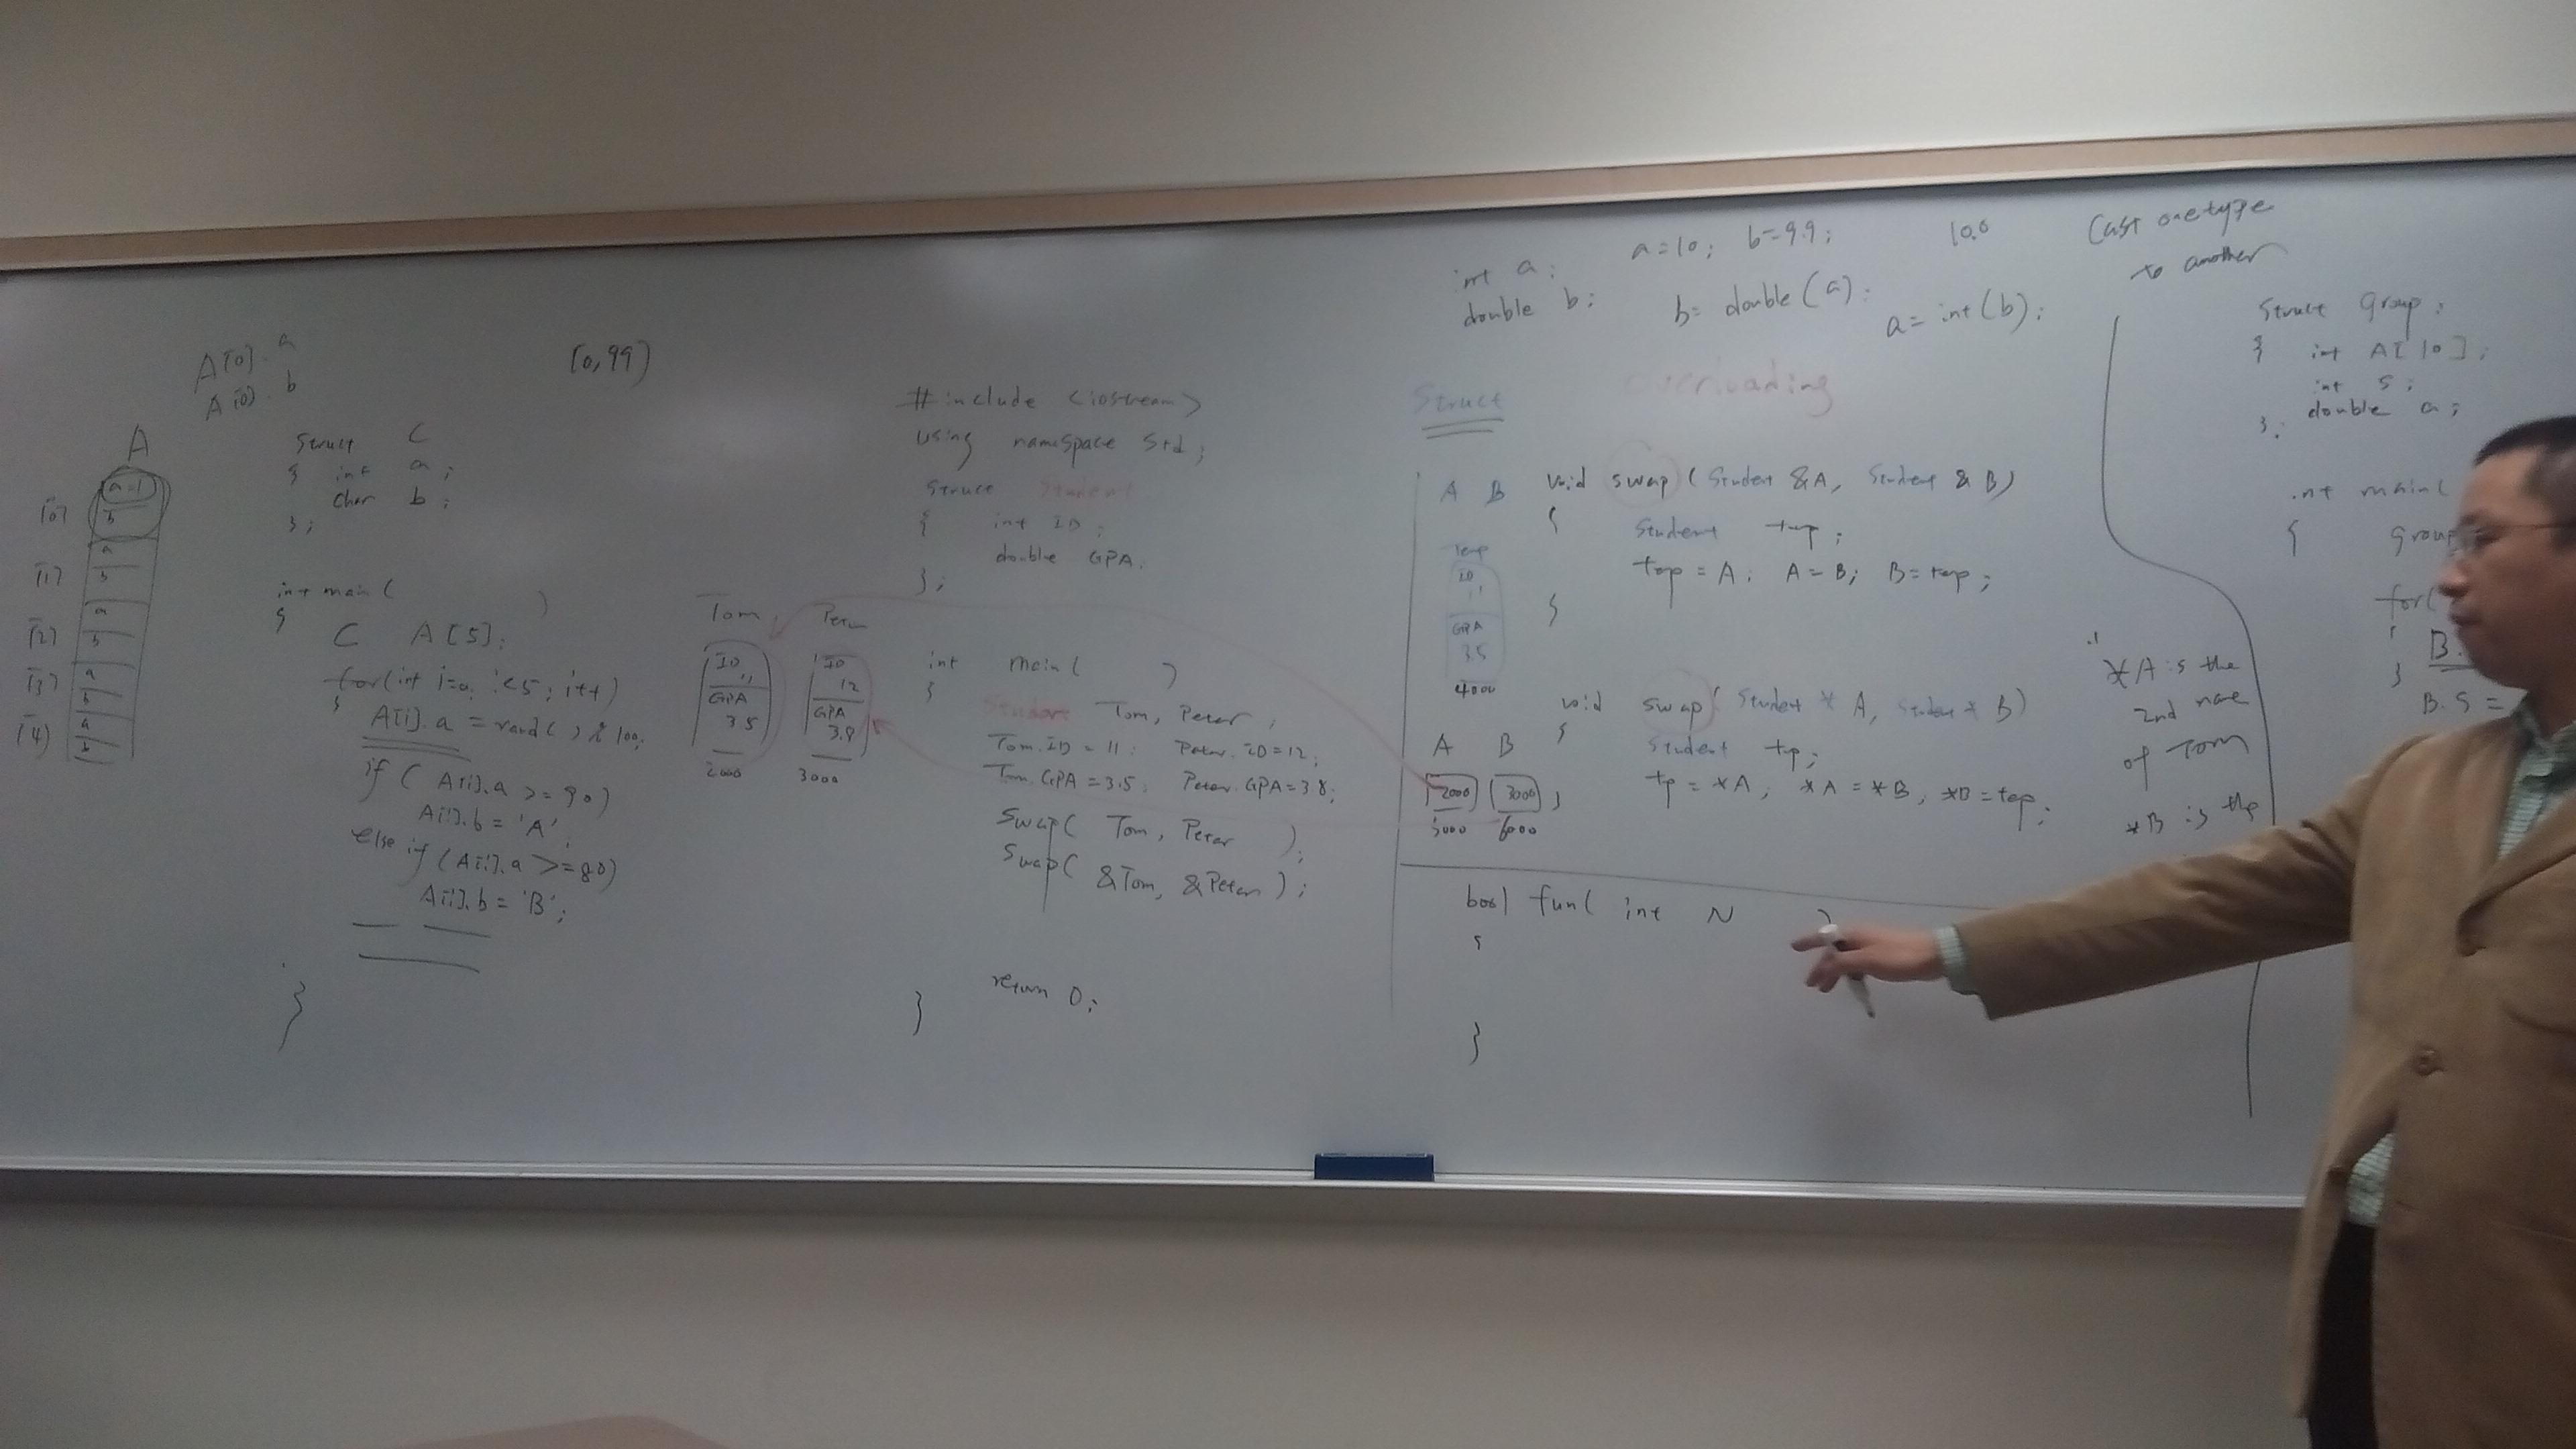 A[0].a
A[0].b
[0,99)
A
a=1
b
a
b
a
b
a
b
a
b
[0]
[1]
[2]
[3]
[4]
Struct C
{ int a;
char b;
};
int main( )
{
C A[5];
for(int i=0; i<5; i++)
{
A[i].a = rand( ) % 100;
if ( A[i].a >= 90)
A[i].b = 'A';
else if (A[i].a >= 80)
A[i].b = 'B';
}
Tom
ID
11
GPA
3.5
2000
Peter
ID
12
GPA
3.8
3000
#include <iostream>
using namespace std;
Struct Student
{ int ID;
double GPA.
};
int main( )
{
Student Tom, Peter;
Tom.ID = 11; Peter.ID=12;
Tom.GPA = 3.5; Peter.GPA=3.8;
Swap( Tom, Peter );
Swap( &Tom, &Peter );
return 0;
}
int a; a=10; b=9.9; 10.0
double b; b= double(a); a= int(b);
Cast one type
to another
Struct
overloading
A B
Temp
ID
11
GPA
3.5
4000
void swap (Student &A, Student &B)
{
Student tmp;
tmp = A; A=B; B=tmp;
}
void swap( Student * A, Student * B)
{
Student tmp;
tmp = *A; *A = *B; *B=tmp;
}
A B
2000 3000
5000 6000
*A is the
2nd name
of Tom
*B is the
bool fun( int N )
{
}
Struct Group;
{ int A[10];
int S;
double a;
};
int main(
{ group
for(
{ B.
}
B.S =